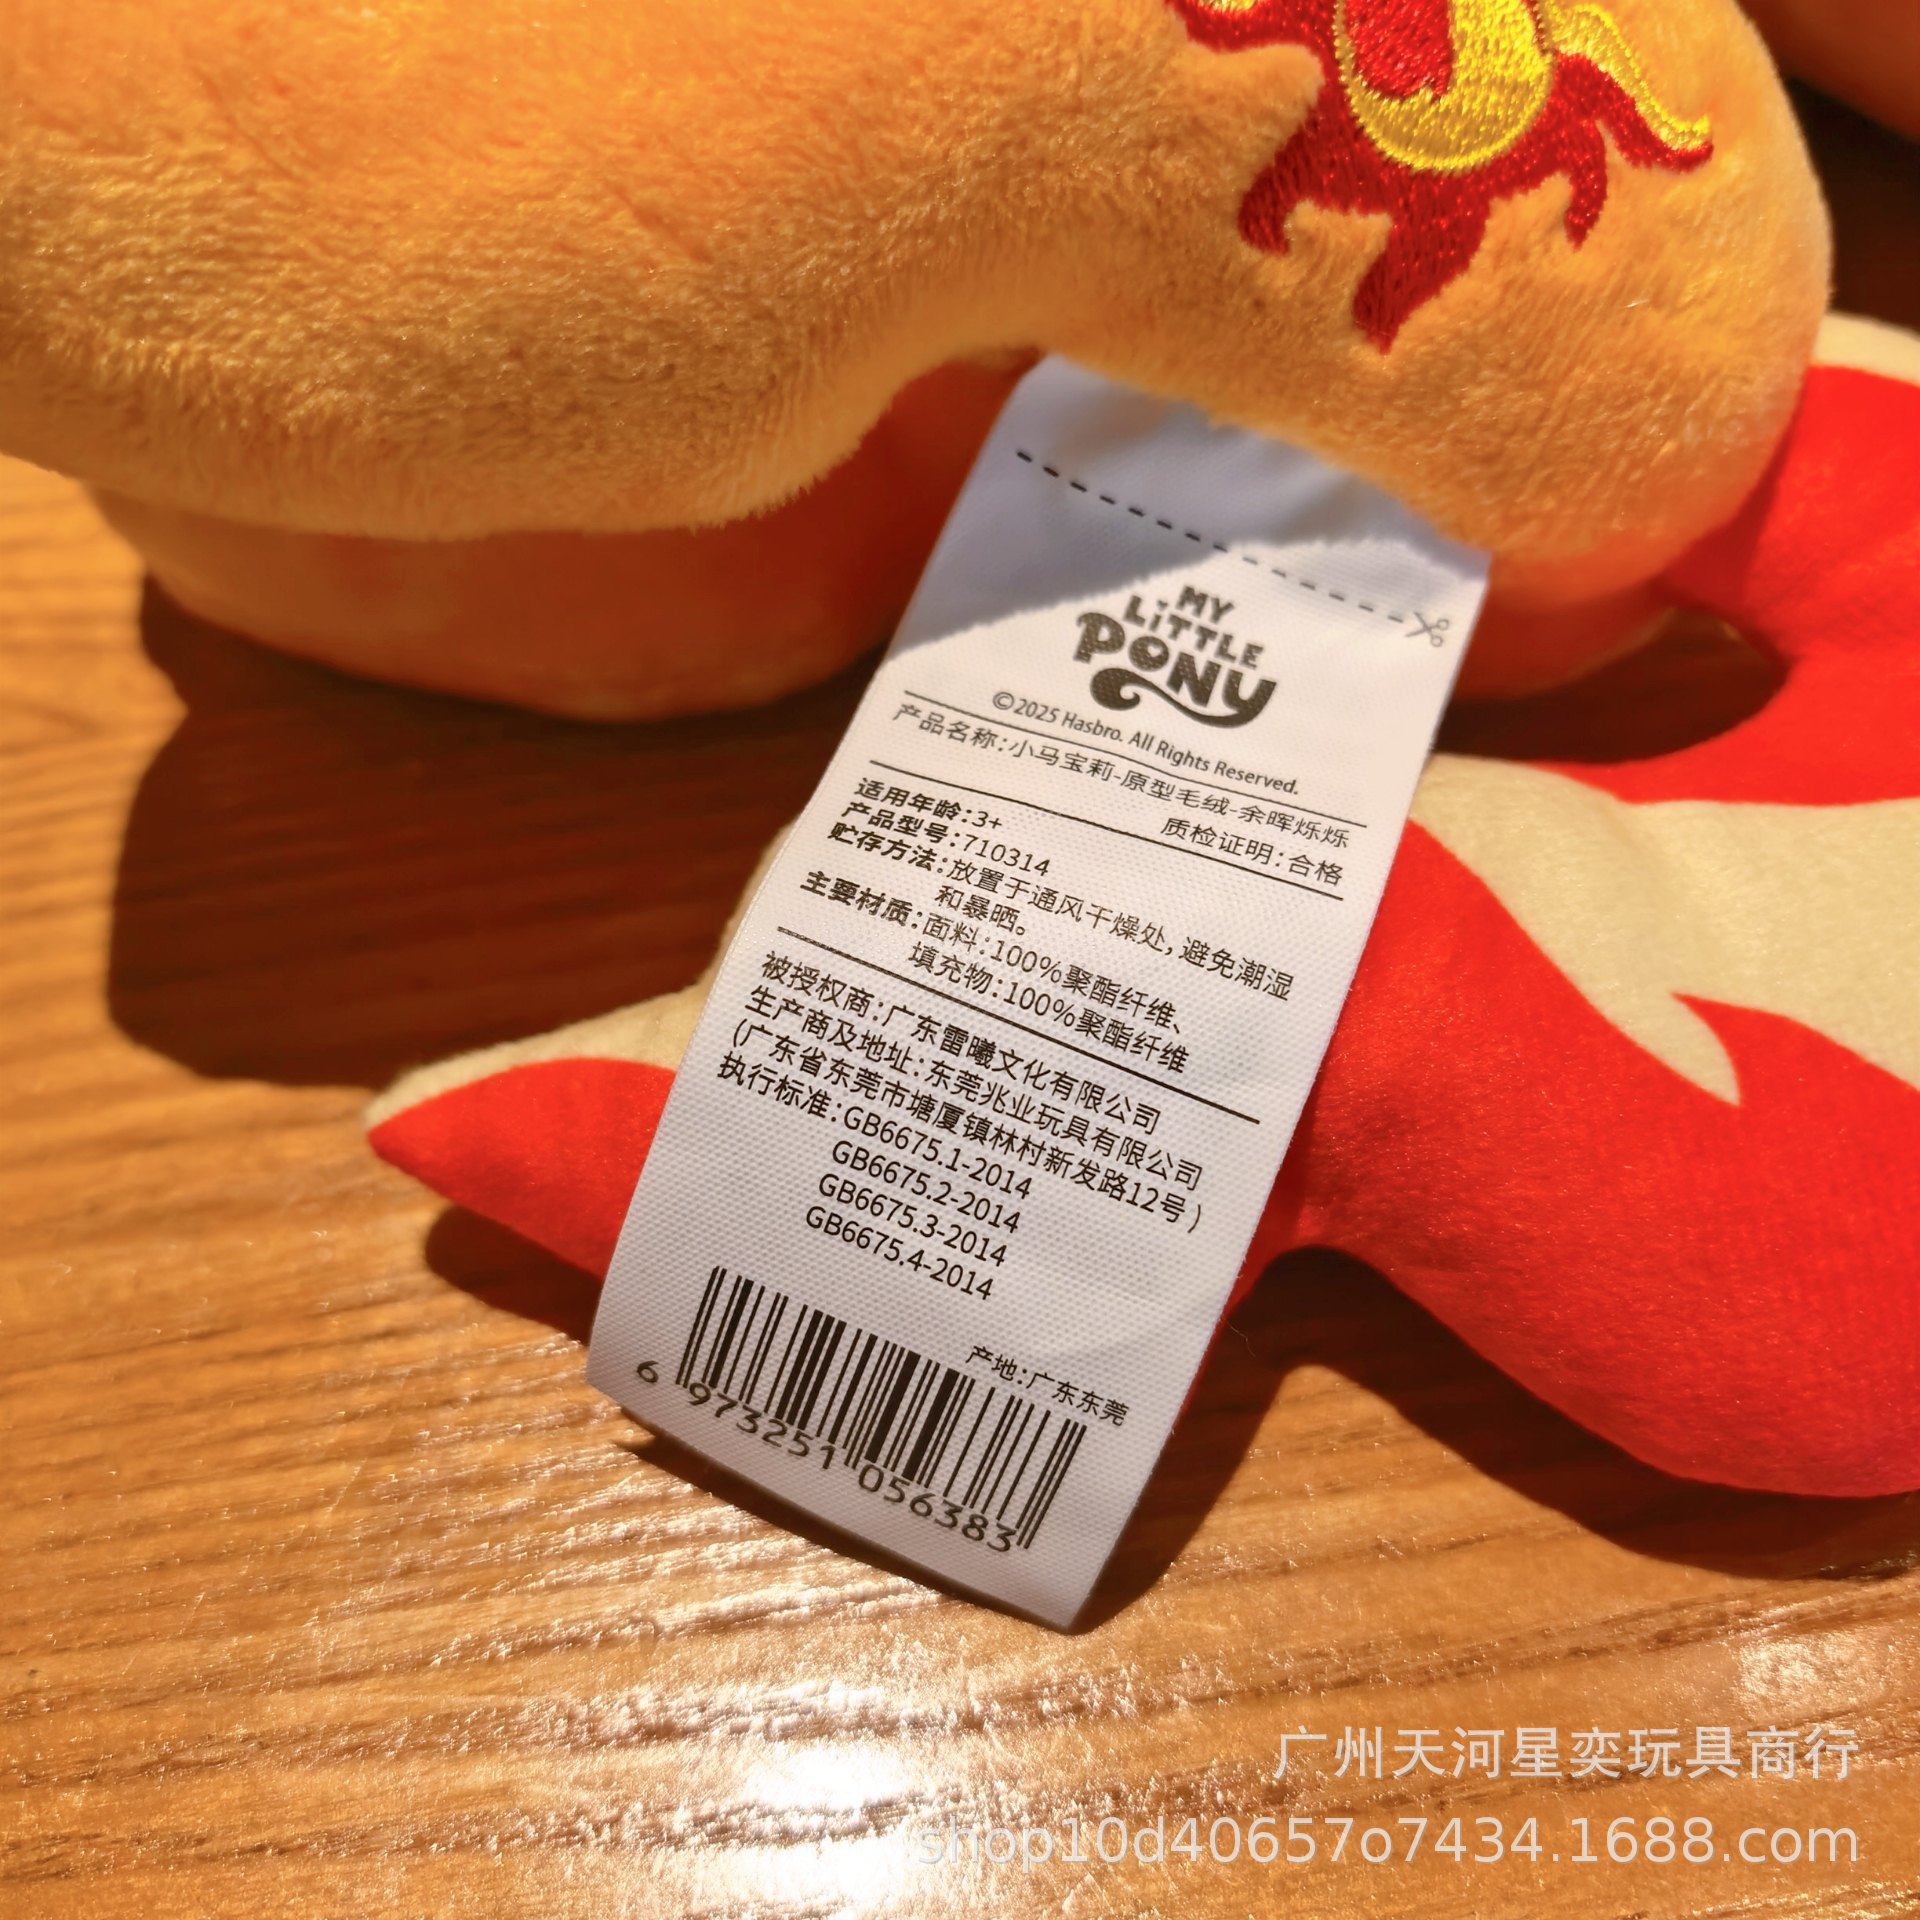 MY
LITTLE
PONY
©2025 Hasbro. All Rights Reserved.
产品名称:小马宝莉-原型毛绒-余晖烁烁
质检证明:合格
适用年龄:3+
产品型号:710314
贮存方法:放置于通风干燥处,避免潮湿
和暴晒。
主要材质:面料:100%聚酯纤维、
填充物:100%聚酯纤维
被授权商:广东雷曦文化有限公司
生产商及地址:东莞兆业玩具有限公司
(广东省东莞市塘厦镇林村新发路12号)
执行标准:GB6675.1-2014
GB6675.2-2014
GB6675.3-2014
GB6675.4-2014
产地:广东东莞
6 973251 056383
广州天河星奕玩具商行
shop10d40657o7434.1688.com